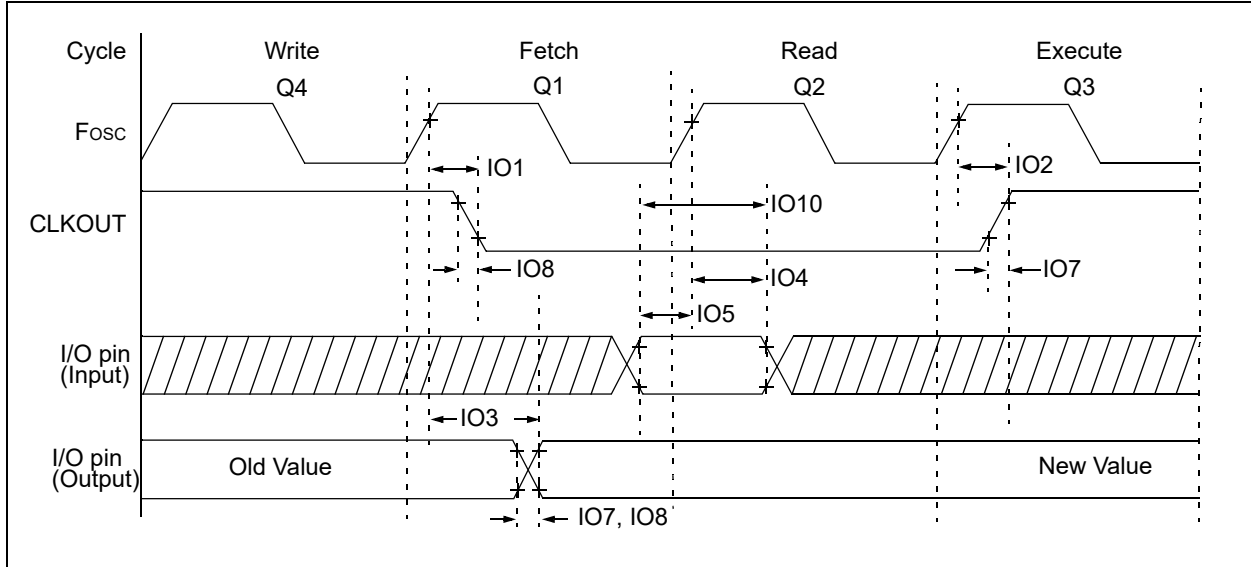 Cycle Write Fetch Read Execute
Q4 Q1 Q2 Q3
Fosc
IO1 IO2
CLKOUT
IO10
IO8 IO4 IO7
IO5
I/O pin
(Input)
IO3
I/O pin
(Output)
Old Value New Value
IO7, IO8